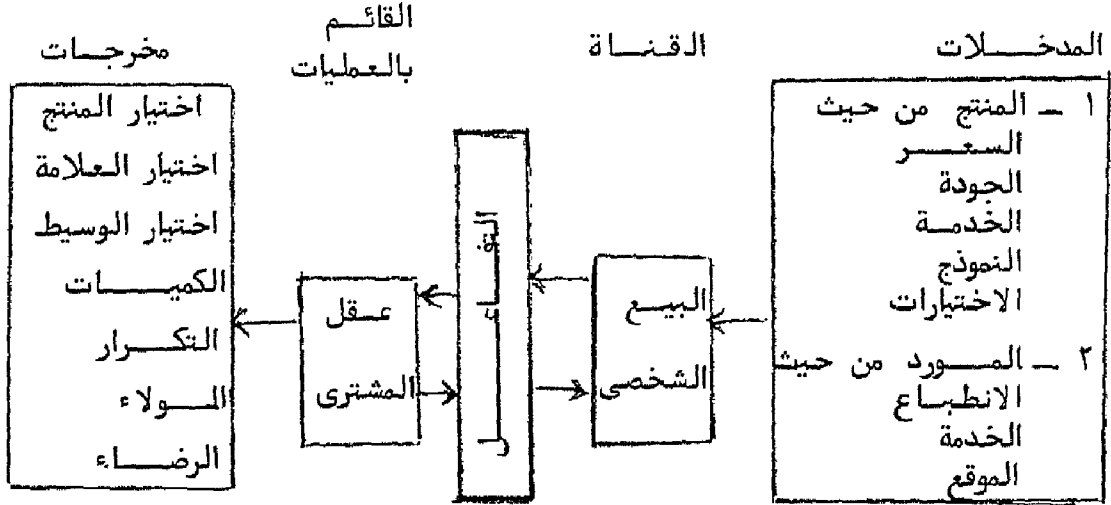 المدخلات
القناة
القائم
بالعمليات
مخرجات
١ - المنتج من حيث
السعر
الجودة
الخدمة
النموذج
الاختيارات
٢ - المورد من حيث
الانطباع
الخدمة
الموقع
البيع
الشخصى
التفاعل
عقل
المشترى
اختيار المنتج
اختيار العلامة
اختيار الوسيط
الكميات
التكرار
الولاء
الرضاء